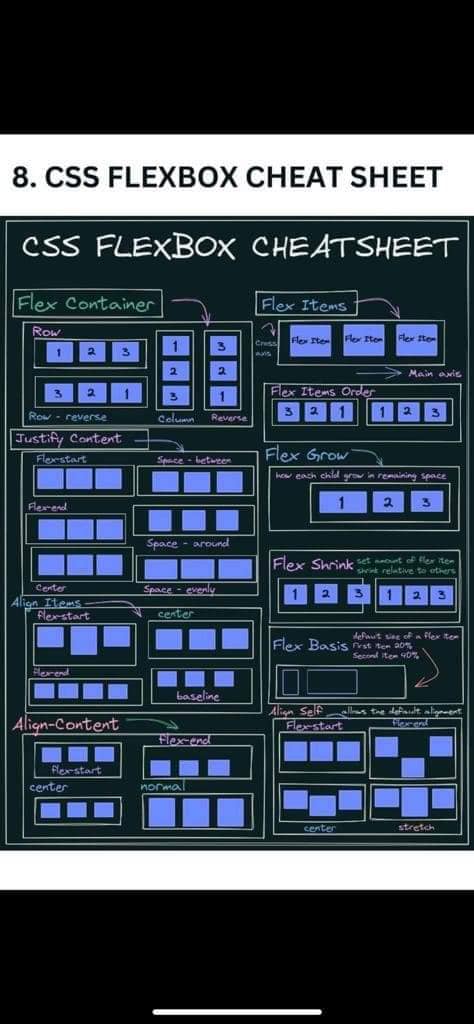 8. CSS FLEXBOX CHEAT SHEET
CSS FLEXBOX CHEATSHEET
Flex Container
Row
1 2 3
3 2 1
Row - reverse
1
2
3
Column
3
2
1
Reverse
Flex Items
Cross
axis
Flex Item Flex Item Flex Item
Main axis
Flex Items Order
3 2 1 1 2 3
Justify Content
Flex-start
Space - between
Flex-end
Space - around
Center
Space - evenly
Flex Grow
how each child grow in remaining space
1 2 3
Flex Shrink
set amount of flex item
shrink relative to others
1 2 3 1 2 3
Align Items
flex-start
center
flex-end
baseline
Flex Basis
default size of a flex item
First item 20%
Second item 40%
Align-Content
flex-start
flex-end
center
normal
Align Self
allows the default alignment
Flex-start
flex-end
center
stretch